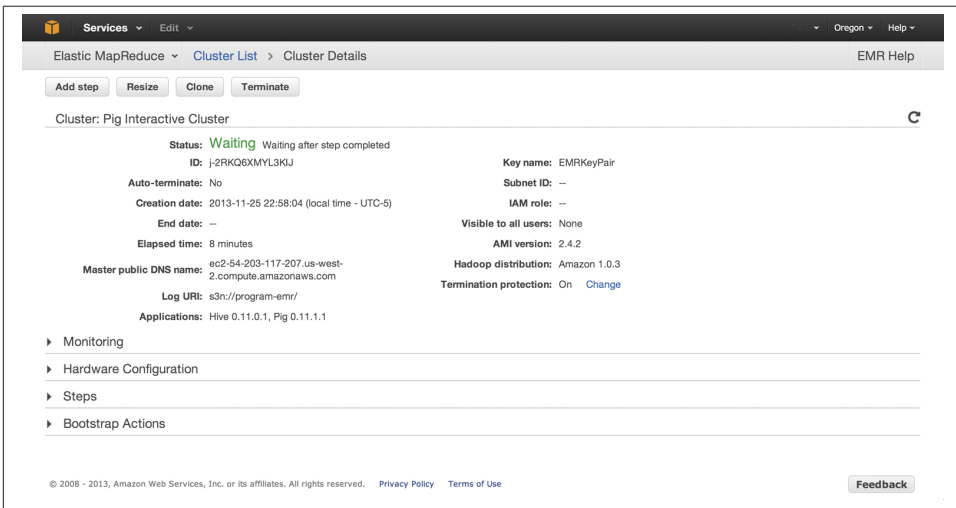 Services Edit Oregon Help
Elastic MapReduce Cluster List > Cluster Details EMR Help
Add step Resize Clone Terminate
Cluster: Pig Interactive Cluster
Status: Waiting Waiting after step completed
ID: j-2RKQ6XMYL3KIJ
Auto-terminate: No
Creation date: 2013-11-25 22:58:04 (local time - UTC-5)
End date: --
Elapsed time: 8 minutes
Master public DNS name: ec2-54-203-117-207.us-west-
2.compute.amazonaws.com
Log URI: s3n://program-emr/
Applications: Hive 0.11.0.1, Pig 0.11.1.1
Key name: EMRKeyPair
Subnet ID: --
IAM role: --
Visible to all users: None
AMI version: 2.4.2
Hadoop distribution: Amazon 1.0.3
Termination protection: On Change
Monitoring
Hardware Configuration
Steps
Bootstrap Actions
© 2008 - 2013, Amazon Web Services, Inc. or its affiliates. All rights reserved. Privacy Policy Terms of Use Feedback